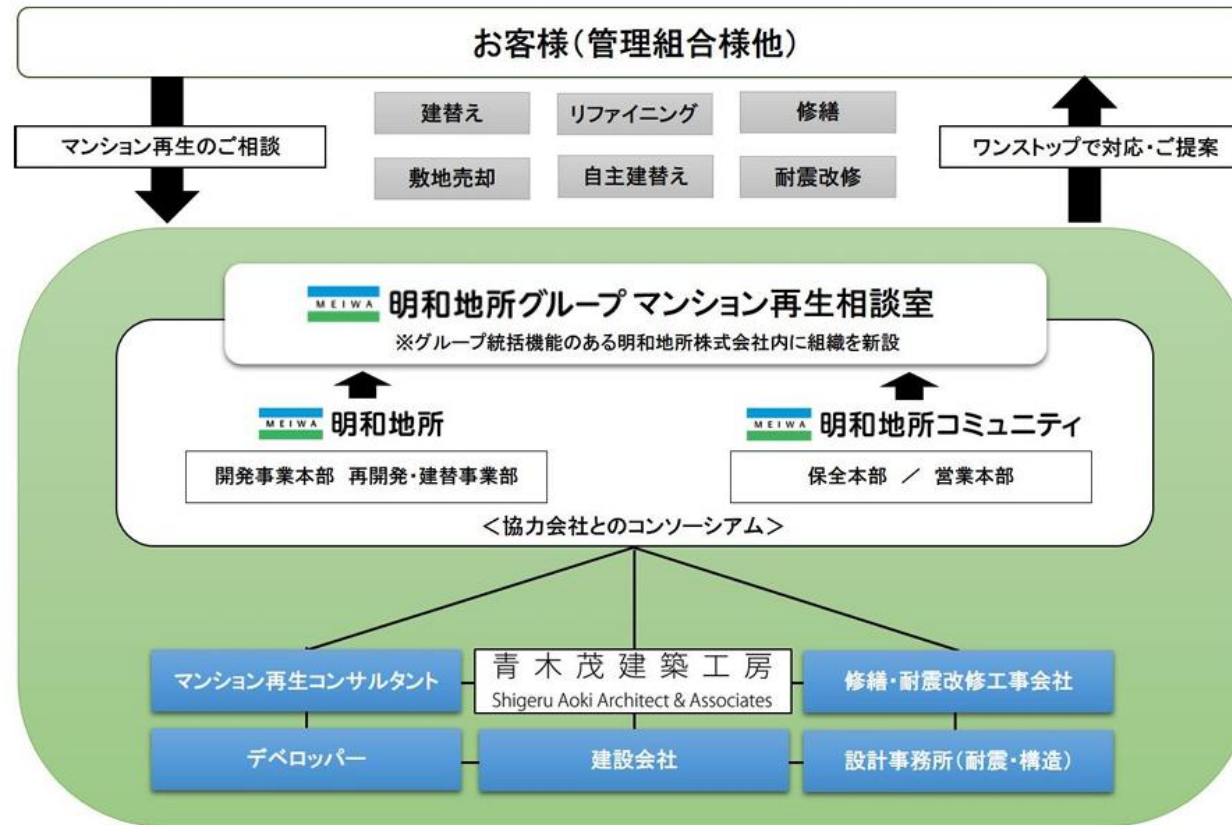 お客様(管理組合様他)
マンション再生のご相談
建替え
リファイニング
修繕
敷地売却
自主建替え
耐震改修
ワンストップで対応・ご提案
MEIWA 明和地所グループ マンション再生相談室
※グループ統括機能のある明和地所株式会社内に組織を新設
MEIWA 明和地所
開発事業本部 再開発・建替事業部
MEIWA 明和地所コミュニティ
保全本部 / 営業本部
<協力会社とのコンソーシアム>
マンション再生コンサルタント
青木茂建築工房
Shigeru Aoki Architect & Associates
修繕・耐震改修工事会社
デベロッパー
建設会社
設計事務所(耐震・構造)